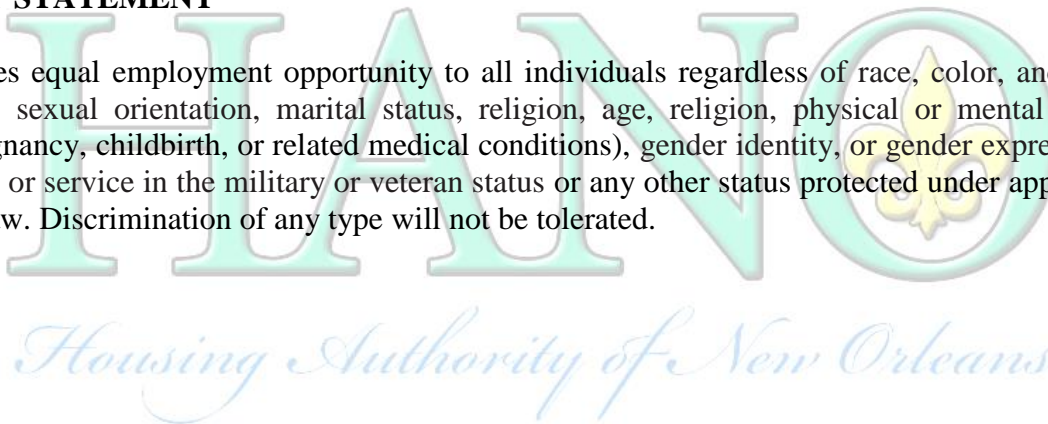 STATEMENT
es equal employment opportunity to all individuals regardless of race, color, and
sexual orientation, marital status, religion, age, religion, physical or mental
gnancy, childbirth, or related medical conditions), gender identity, or gender expre
or service in the military or veteran status or any other status protected under app
w. Discrimination of any type will not be tolerated.
HANO
Housing Authority of New Orleans